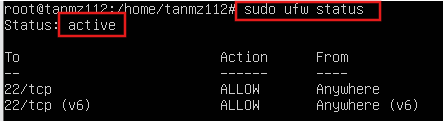 root@tanmz112:/home/tanmz112# sudo ufw status
Status: active
To Action From
-- ------ ----
22/tcp ALLOW Anywhere
22/tcp (v6) ALLOW Anywhere (v6)